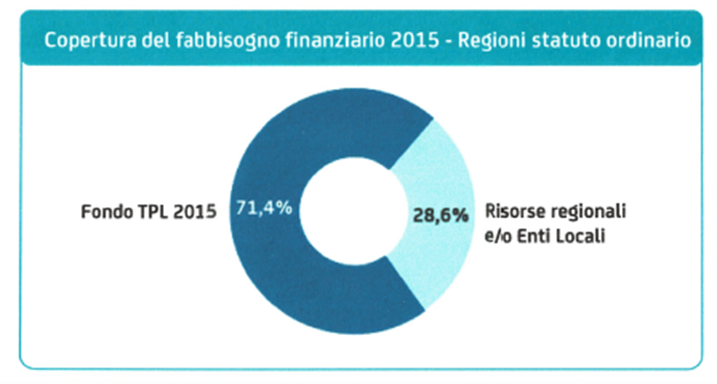 Copertura del fabbisogno finanziario 2015 - Regioni statuto ordinario
Fondo TPL 2015
71,4%
28,6%
Risorse regionali
e/o Enti Locali